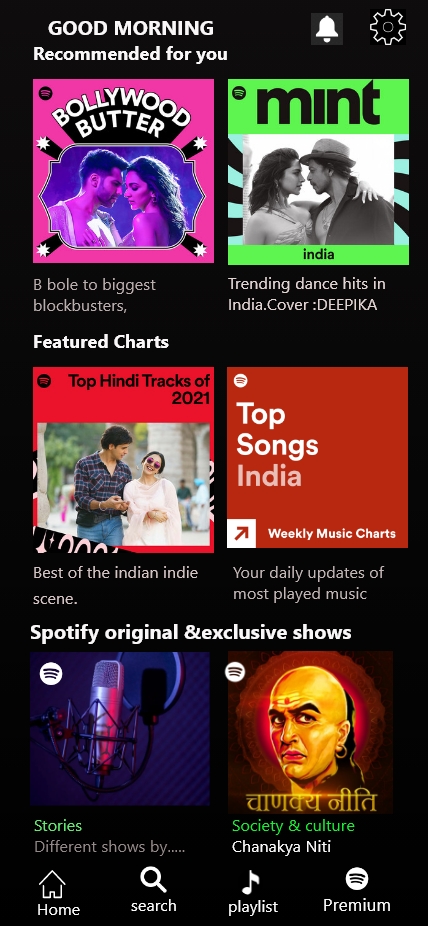 GOOD MORNING
Recommended for you
BOLLYWOOD
BUTTER
mint
india
B bole to biggest
blockbusters,
Trending dance hits in
India.Cover :DEEPIKA
Featured Charts
Top Hindi Tracks of
2021
Top
Songs
India
Weekly Music Charts
Best of the indian indie
scene.
Your daily updates of
most played music
Spotify original &exclusive shows
चाणक्य नीति
Stories
Different shows by.....
Society & culture
Chanakya Niti
Home
search
playlist
Premium